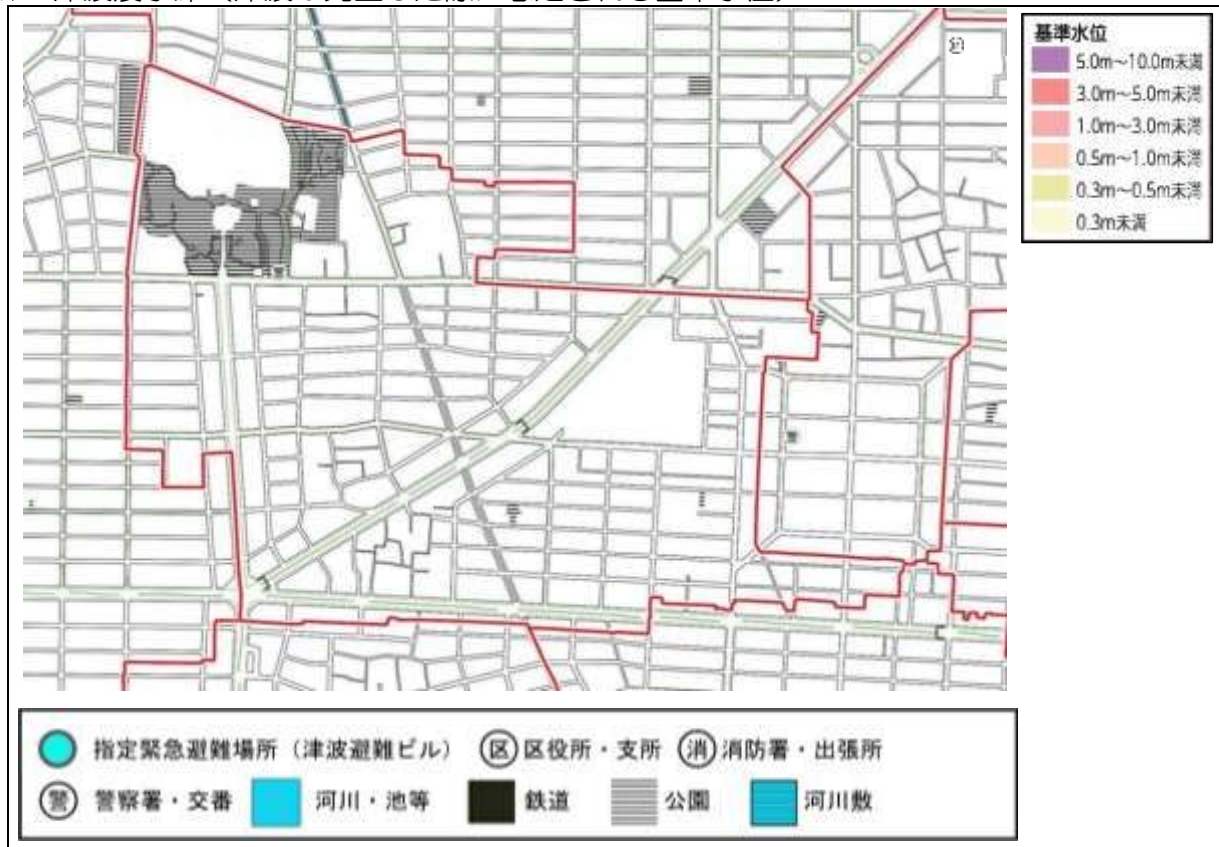 基準水位
5.0m〜10.0m未満
3.0m〜5.0m未満
1.0m〜3.0m未満
0.5m〜1.0m未満
0.3m〜0.5m未満
0.3m未満
指定緊急避難場所（津波避難ビル） 区 区役所・支所 消 消防署・出張所
警 警察署・交番 河川・池等 鉄道 公園 河川敷